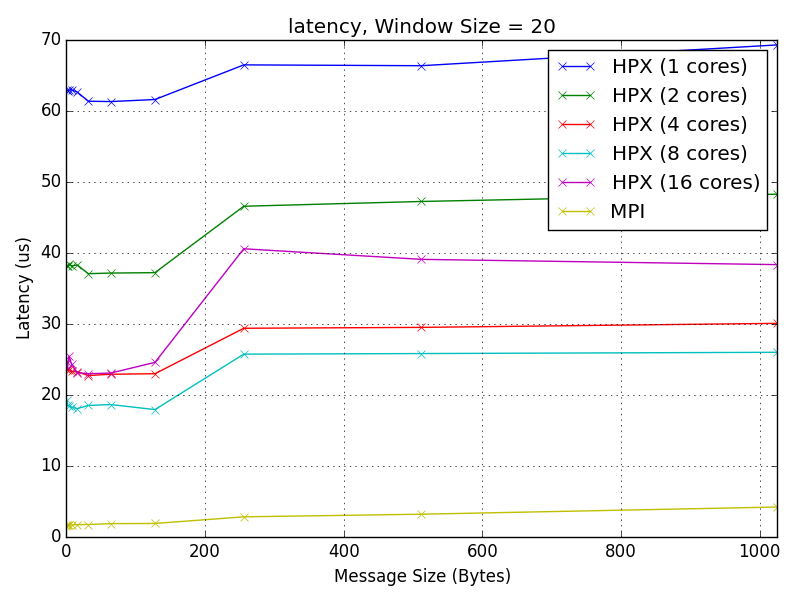 latency, Window Size = 20
70
60
50
40
30
20
10
0
Latency (us)
HPX (1 cores)
HPX (2 cores)
HPX (4 cores)
HPX (8 cores)
HPX (16 cores)
MPI
0 200 400 600 800 1000
Message Size (Bytes)